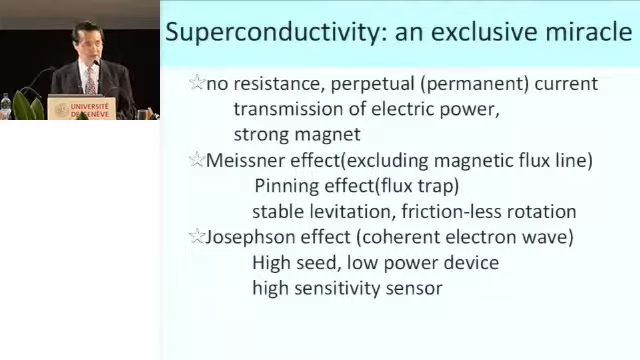 Superconductivity: an exclusive miracle
☆no resistance, perpetual (permanent) current
transmission of electric power,
strong magnet
☆Meissner effect(excluding magnetic flux line)
Pinning effect(flux trap)
stable levitation, friction-less rotation
☆Josephson effect (coherent electron wave)
High seed, low power device
high sensitivity sensor
UNIVERSITÉ
DE GENÈVE